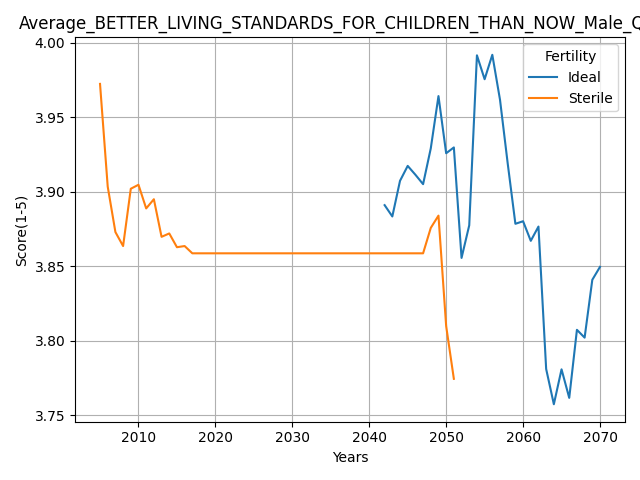 Average_BETTER_LIVING_STANDARDS_FOR_CHILDREN_THAN_NOW_Male_Q
Fertility
Ideal
Sterile
Score(1-5)
4.00
3.95
3.90
3.85
3.80
3.75
2010 2020 2030 2040 2050 2060 2070
Years